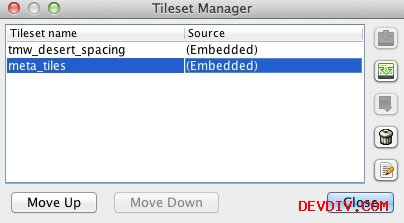 Tileset Manager
Tileset name Source
tmw_desert_spacing (Embedded)
meta_tiles (Embedded)
Move Up Move Down Close
DEVDIV.COM